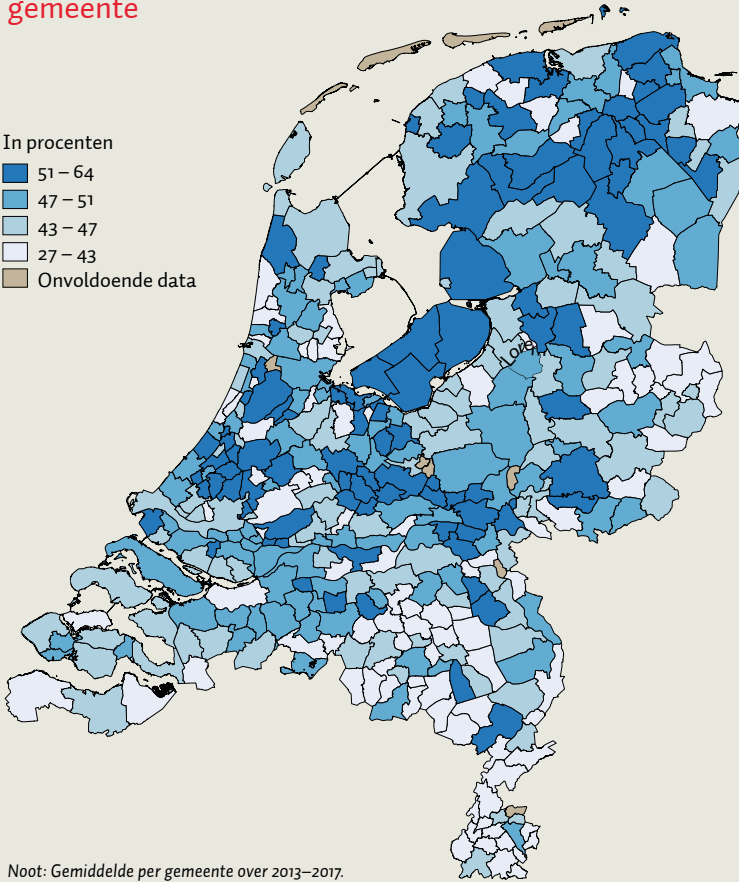 gemeente
In procenten
51 – 64
47 – 51
43 – 47
27 – 43
Onvoldoende data
Lore
Noot: Gemiddelde per gemeente over 2013–2017.